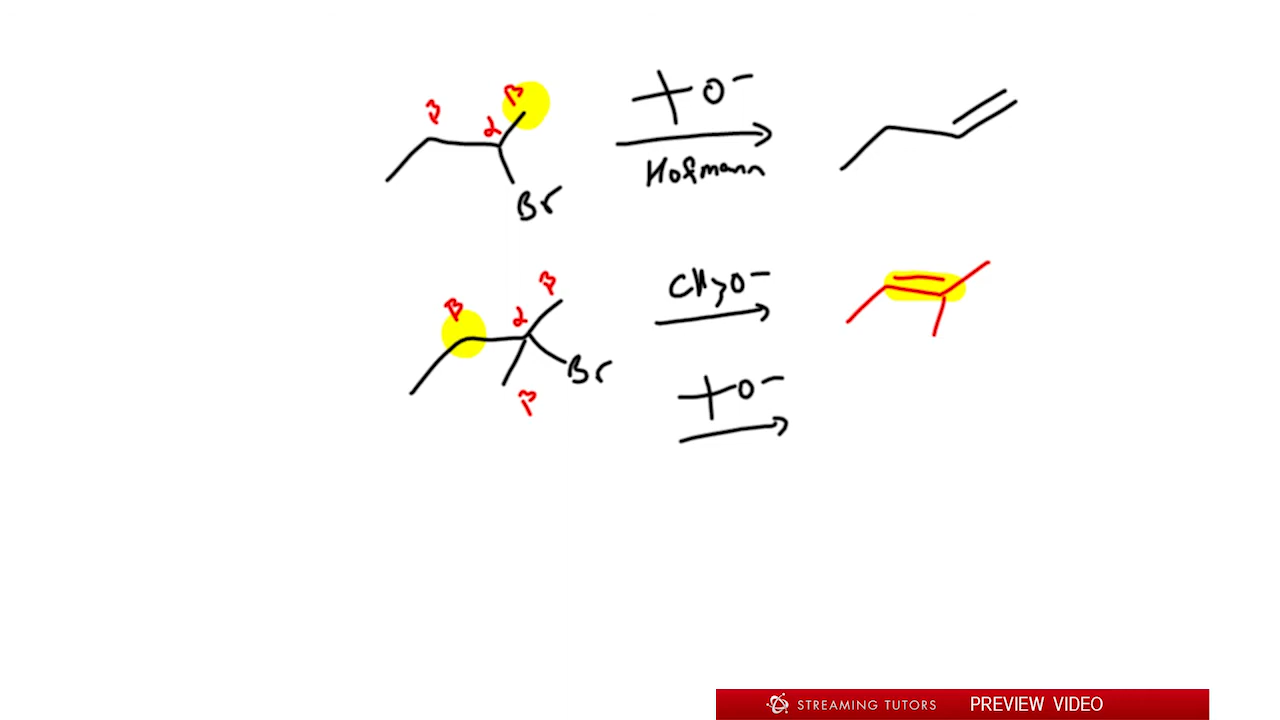 β β
α
O⁻
Br
Hofmann
β β
α
CH₃O⁻
Br
β
O⁻
STREAMING TUTORS PREVIEW VIDEO